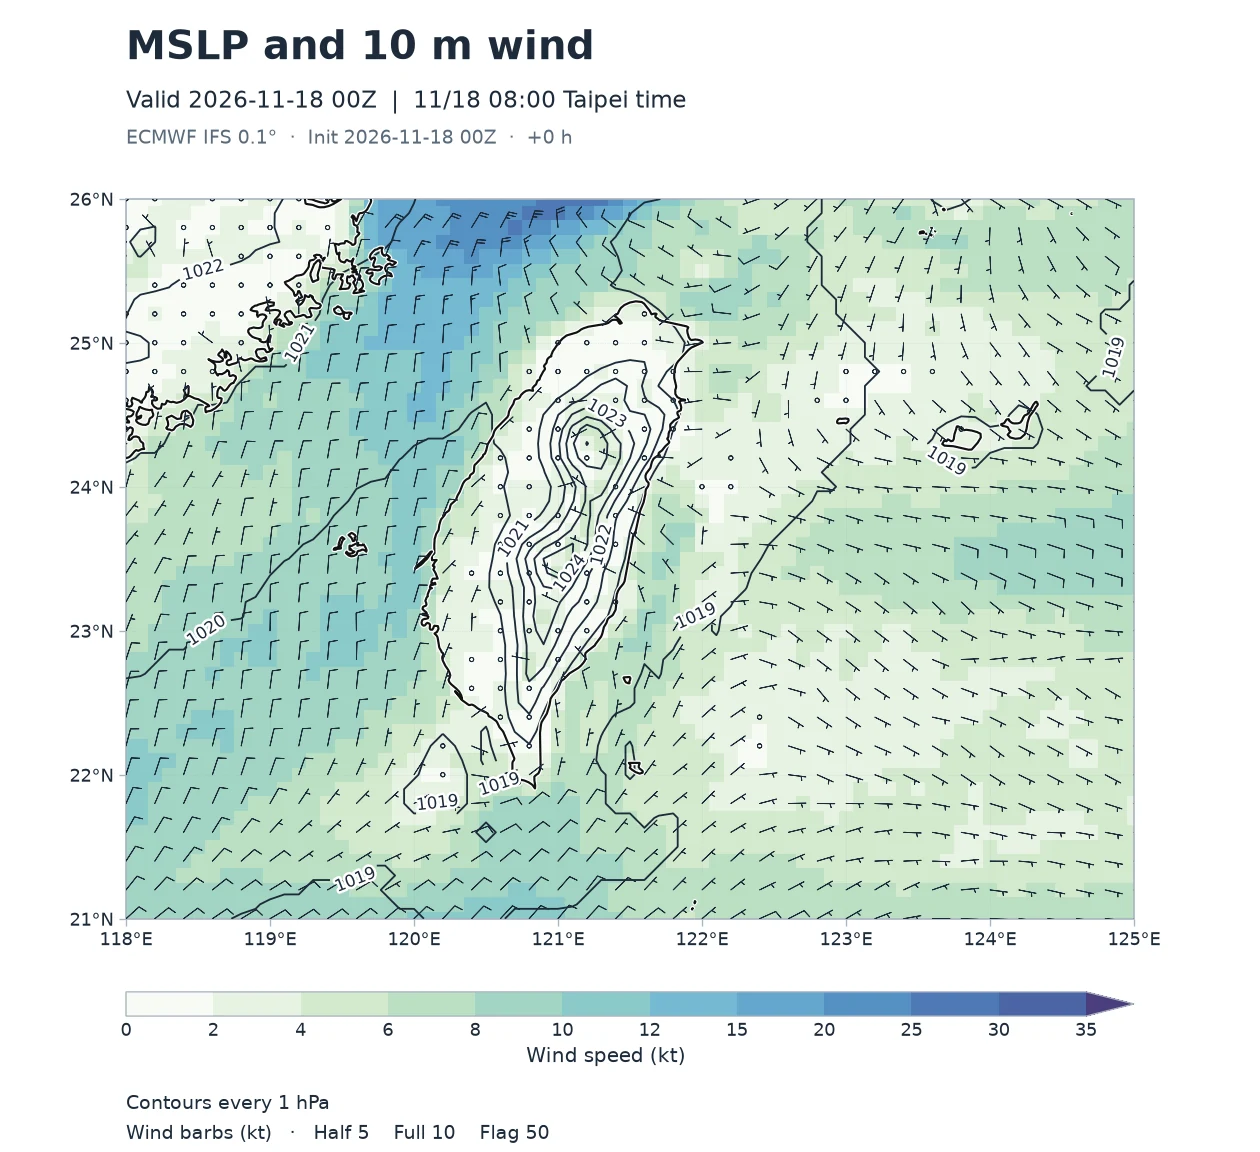 MSLP and 10 m wind
Valid 2026-11-18 00Z | 11/18 08:00 Taipei time
ECMWF IFS 0.1° · Init 2026-11-18 00Z · +0 h
26°N
25°N
24°N
23°N
22°N
21°N
1022
1021
1019
1023
1019
1021
1022
1024
1019
1020
1019
1019
1019
118°E 119°E 120°E 121°E 122°E 123°E 124°E 125°E
0 2 4 6 8 10 12 15 20 25 30 35
Wind speed (kt)
Contours every 1 hPa
Wind barbs (kt) · Half 5 Full 10 Flag 50